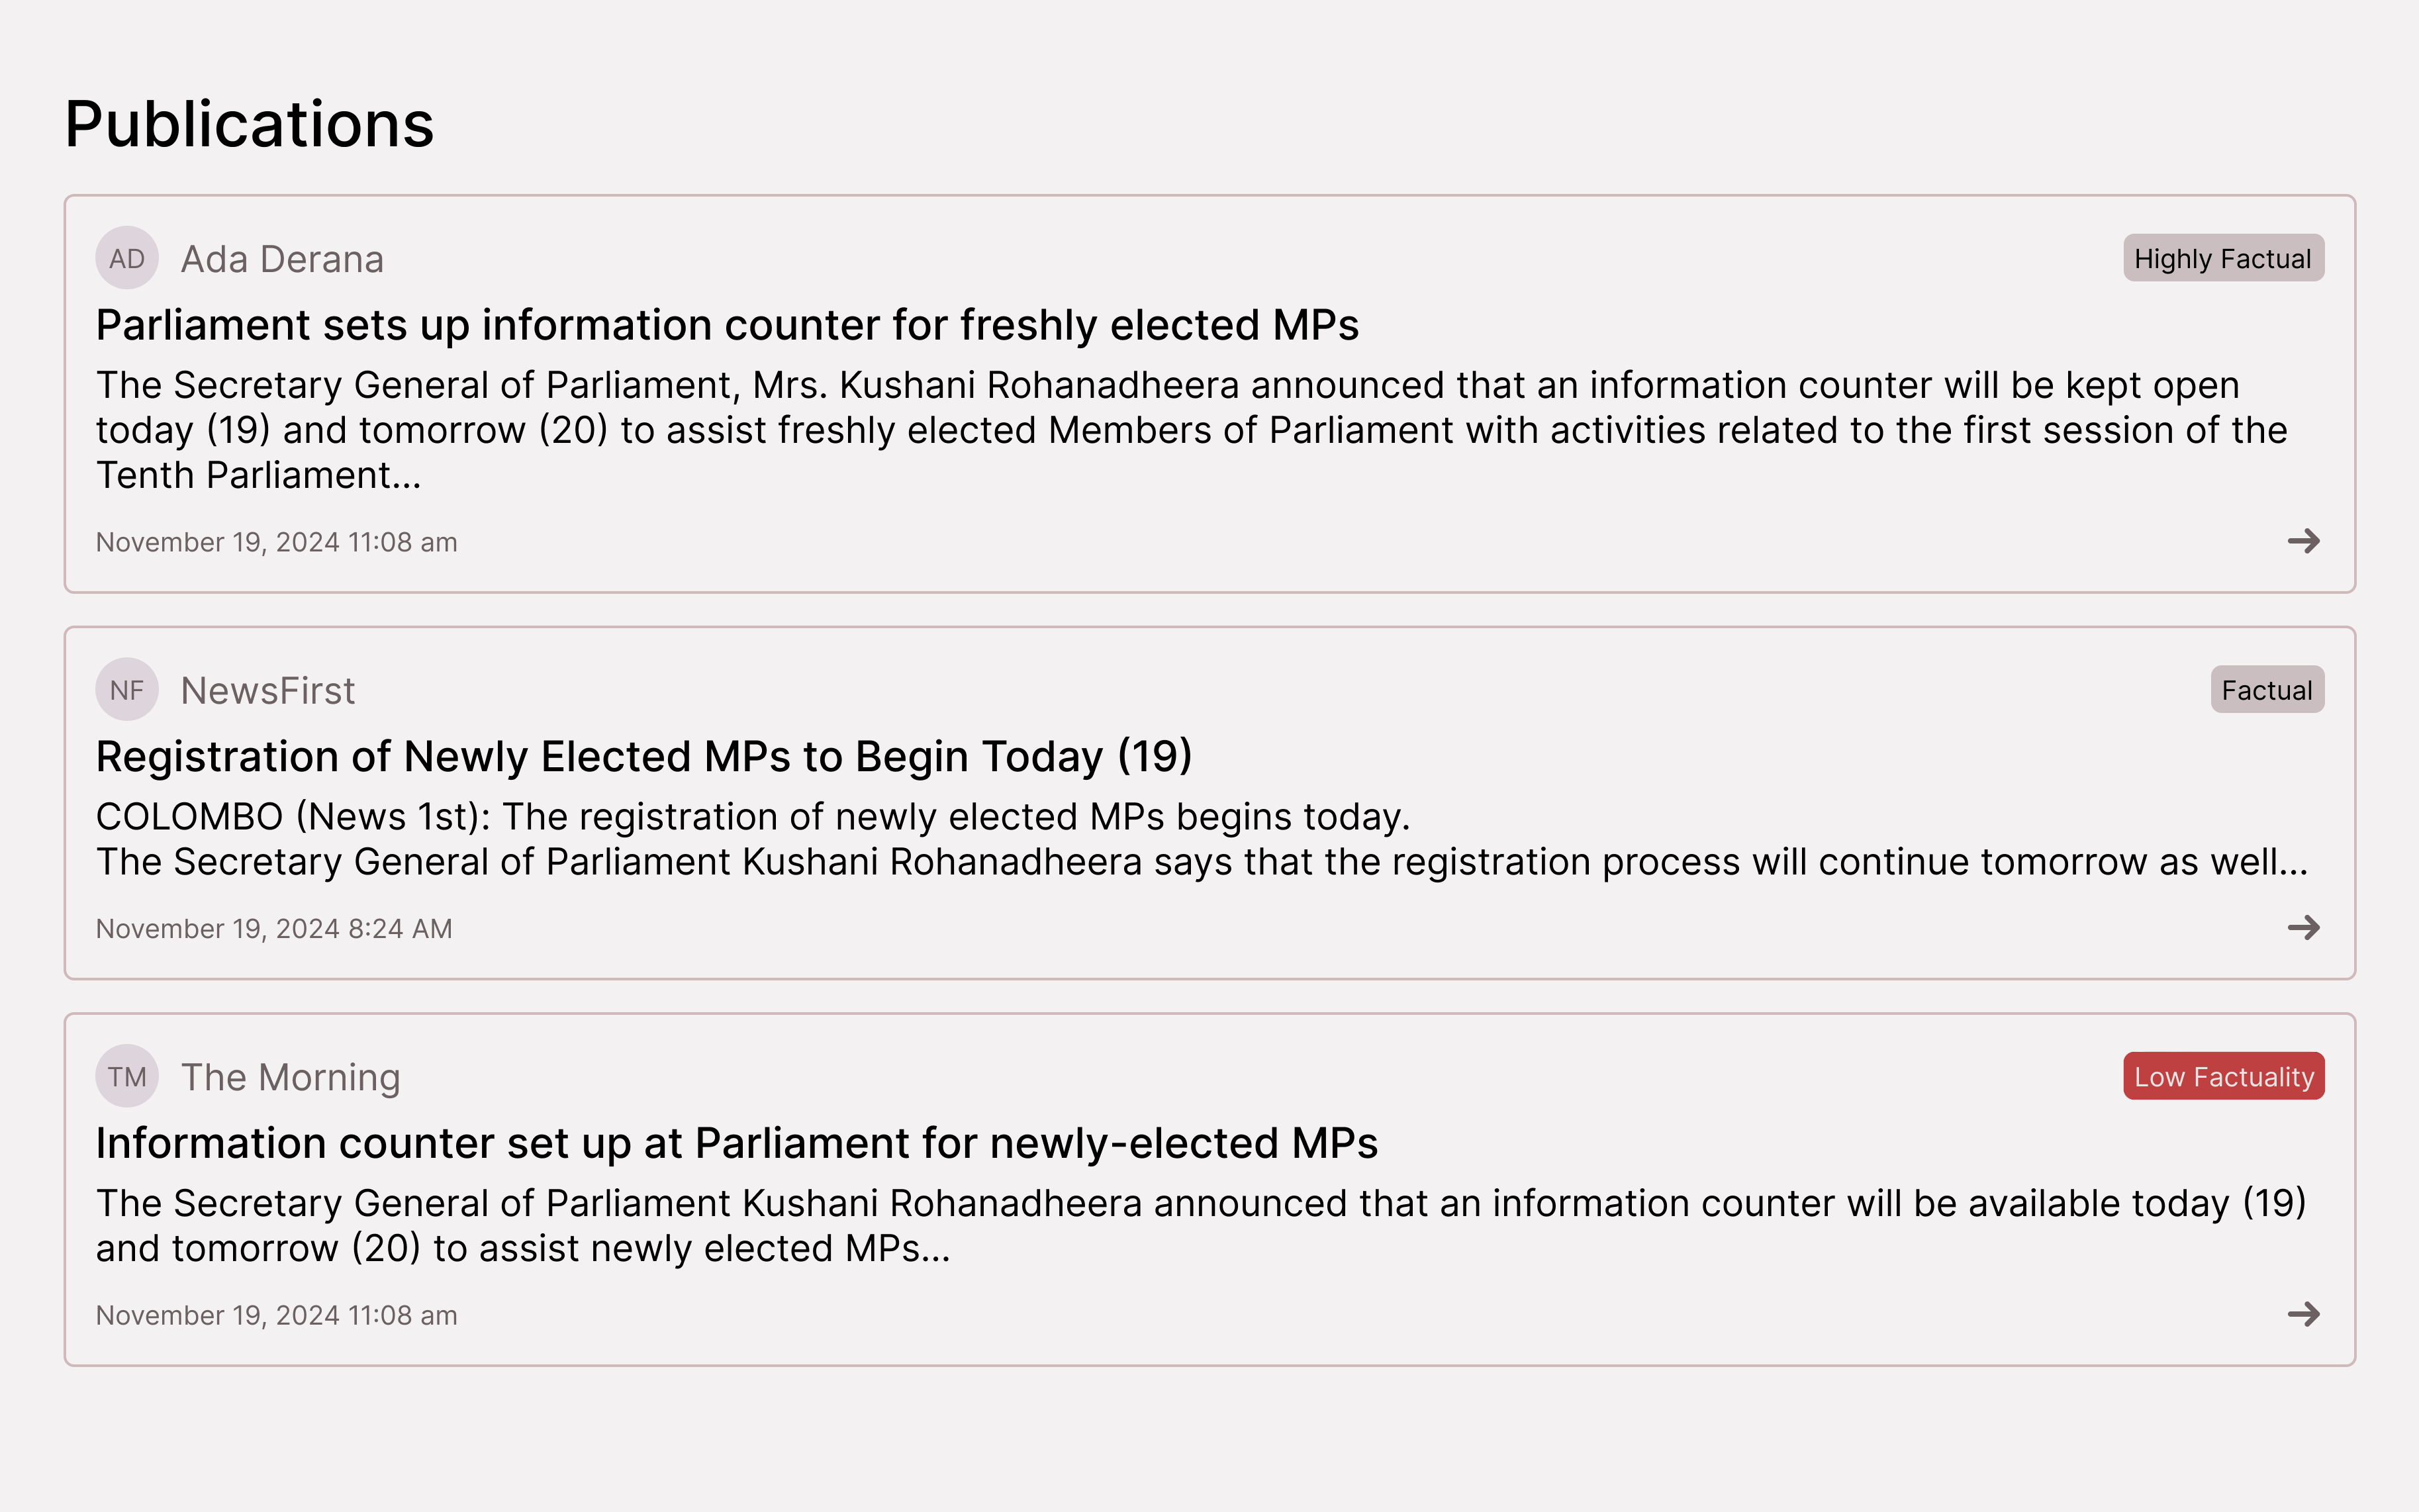 Publications
AD Ada Derana
Highly Factual
Parliament sets up information counter for freshly elected MPs
The Secretary General of Parliament, Mrs. Kushani Rohanadheera announced that an information counter will be kept open
today (19) and tomorrow (20) to assist freshly elected Members of Parliament with activities related to the first session of the
Tenth Parliament...
November 19, 2024 11:08 am
NF NewsFirst
Factual
Registration of Newly Elected MPs to Begin Today (19)
COLOMBO (News 1st): The registration of newly elected MPs begins today.
The Secretary General of Parliament Kushani Rohanadheera says that the registration process will continue tomorrow as well...
November 19, 2024 8:24 AM
TM The Morning
Low Factuality
Information counter set up at Parliament for newly-elected MPs
The Secretary General of Parliament Kushani Rohanadheera announced that an information counter will be available today (19)
and tomorrow (20) to assist newly elected MPs...
November 19, 2024 11:08 am